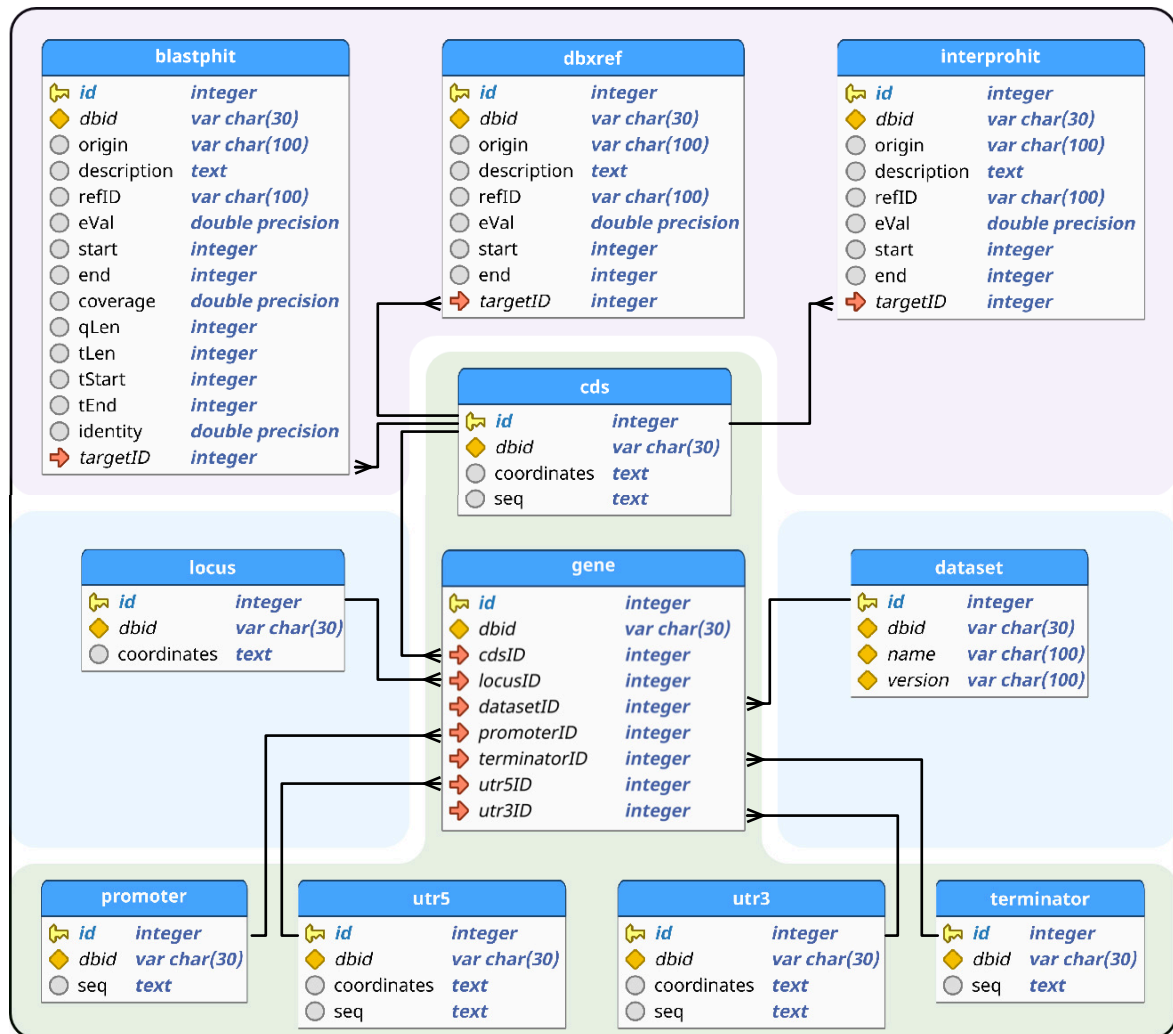 blastphit
id integer
dbid var char(30)
origin var char(100)
description text
refID var char(100)
eVal double precision
start integer
end integer
coverage double precision
qLen integer
tLen integer
tStart integer
tEnd integer
identity double precision
targetID integer
dbxref
id integer
dbid var char(30)
origin var char(100)
description text
refID var char(100)
eVal double precision
start integer
end integer
targetID integer
interprohit
id integer
dbid var char(30)
origin var char(100)
description text
refID var char(100)
eVal double precision
start integer
end integer
targetID integer
cds
id integer
dbid var char(30)
coordinates text
seq text
locus
id integer
dbid var char(30)
coordinates text
gene
id integer
dbid var char(30)
cdsID integer
locusID integer
datasetID integer
promoterID integer
terminatorID integer
utr5ID integer
utr3ID integer
dataset
id integer
dbid var char(30)
name var char(100)
version var char(100)
promoter
id integer
dbid var char(30)
seq text
utr5
id integer
dbid var char(30)
coordinates text
seq text
utr3
id integer
dbid var char(30)
coordinates text
seq text
terminator
id integer
dbid var char(30)
seq text